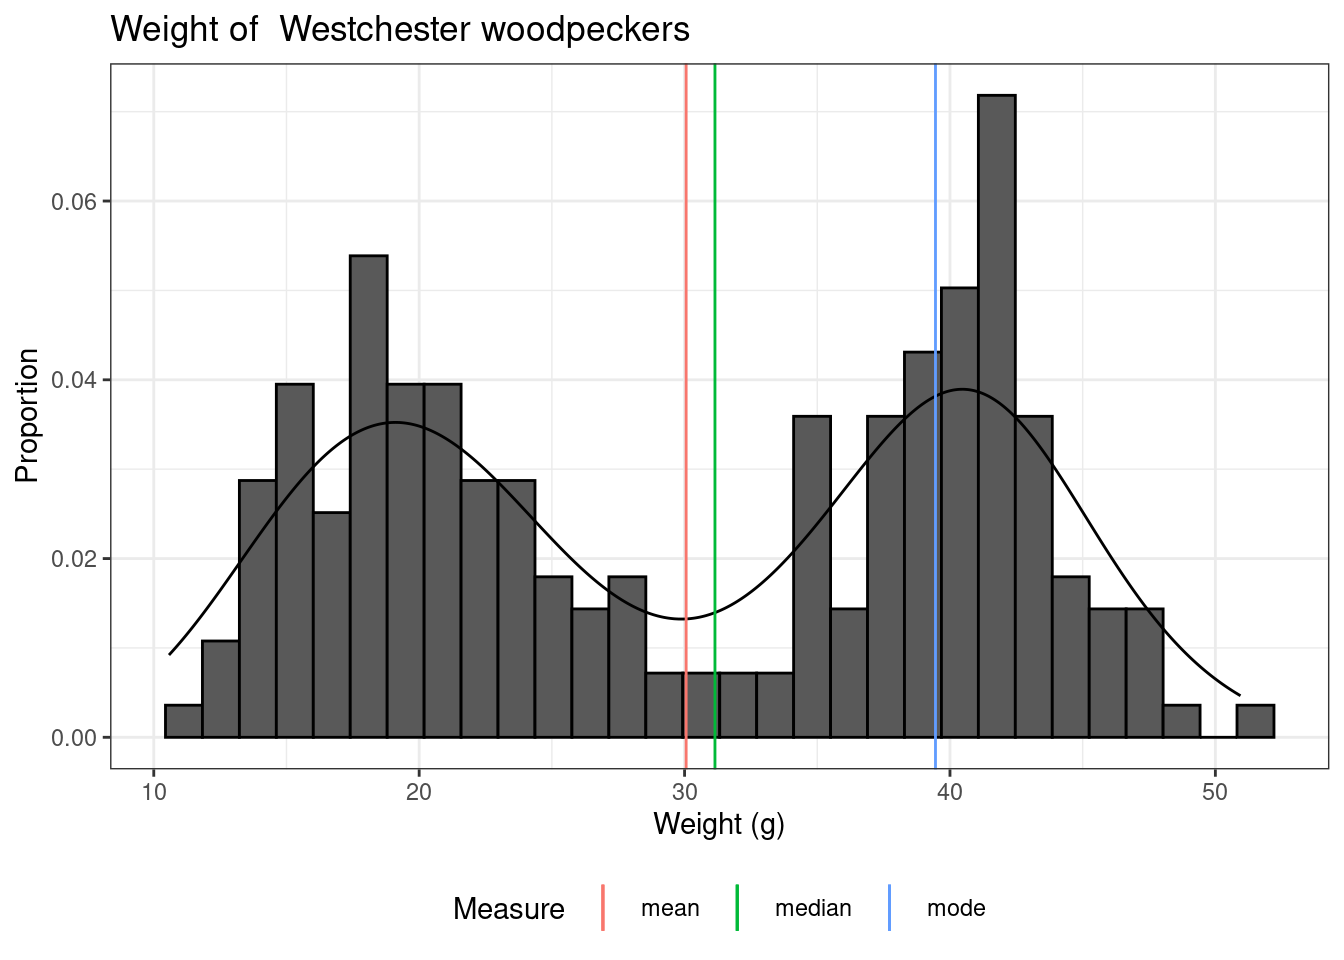 Weight of  Westchester woodpeckers
Proportion
0.06
0.04
0.02
0.00
10 20 30 40 50
Weight (g)
Measure mean median mode